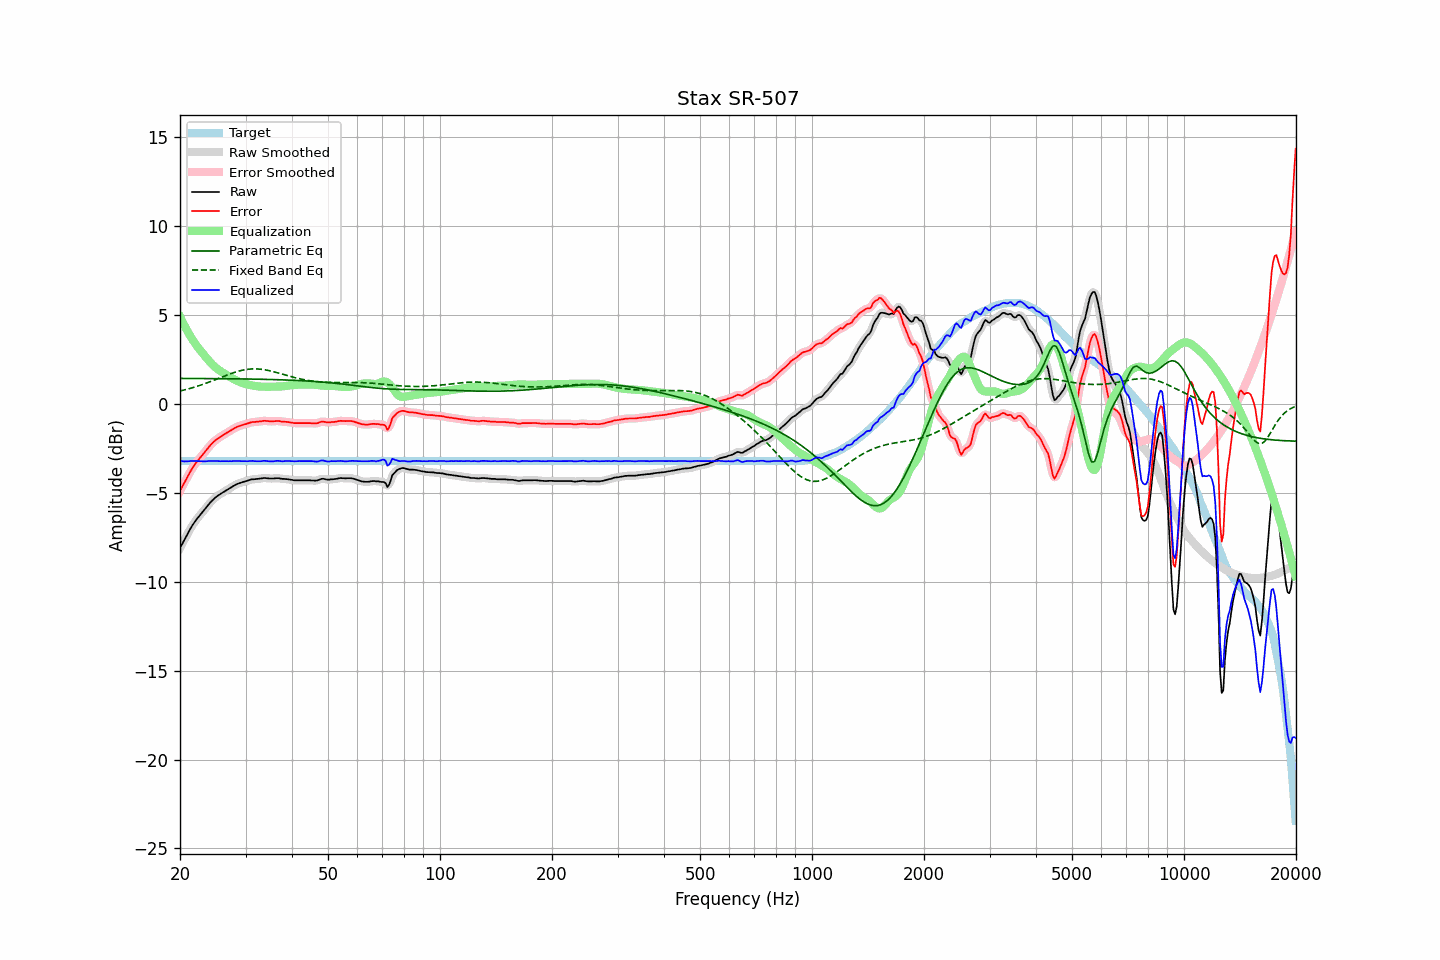 Stax SR-507
Target
Raw Smoothed
Error Smoothed
Raw
Error
Equalization
Parametric Eq
Fixed Band Eq
Equalized
Amplitude (dBr)
15
10
5
0
−5
−10
−15
−20
−25
20
50
100
200
500
1000
2000
5000
10000
20000
Frequency (Hz)